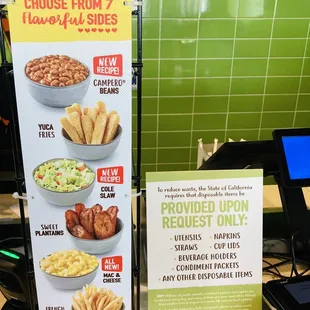 CHOOSE FROM 7
Flavorful SIDES
NEW
RECIPE!
CAMPERO®
BEANS
YUCA
FRIES
NEW
RECIPE!
COLE
SLAW
SWEET
PLANTAINS
ALL
NEW!
MAC &
CHEESE
FRENCH
To reduce waste, the State of California
requires that disposable items be
PROVIDED UPON
REQUEST ONLY:
· UTENSILS · NAPKINS
· STRAWS · CUP LIDS
· BEVERAGE HOLDERS
· CONDIMENT PACKETS
· ANY OTHER DISPOSABLE ITEMS